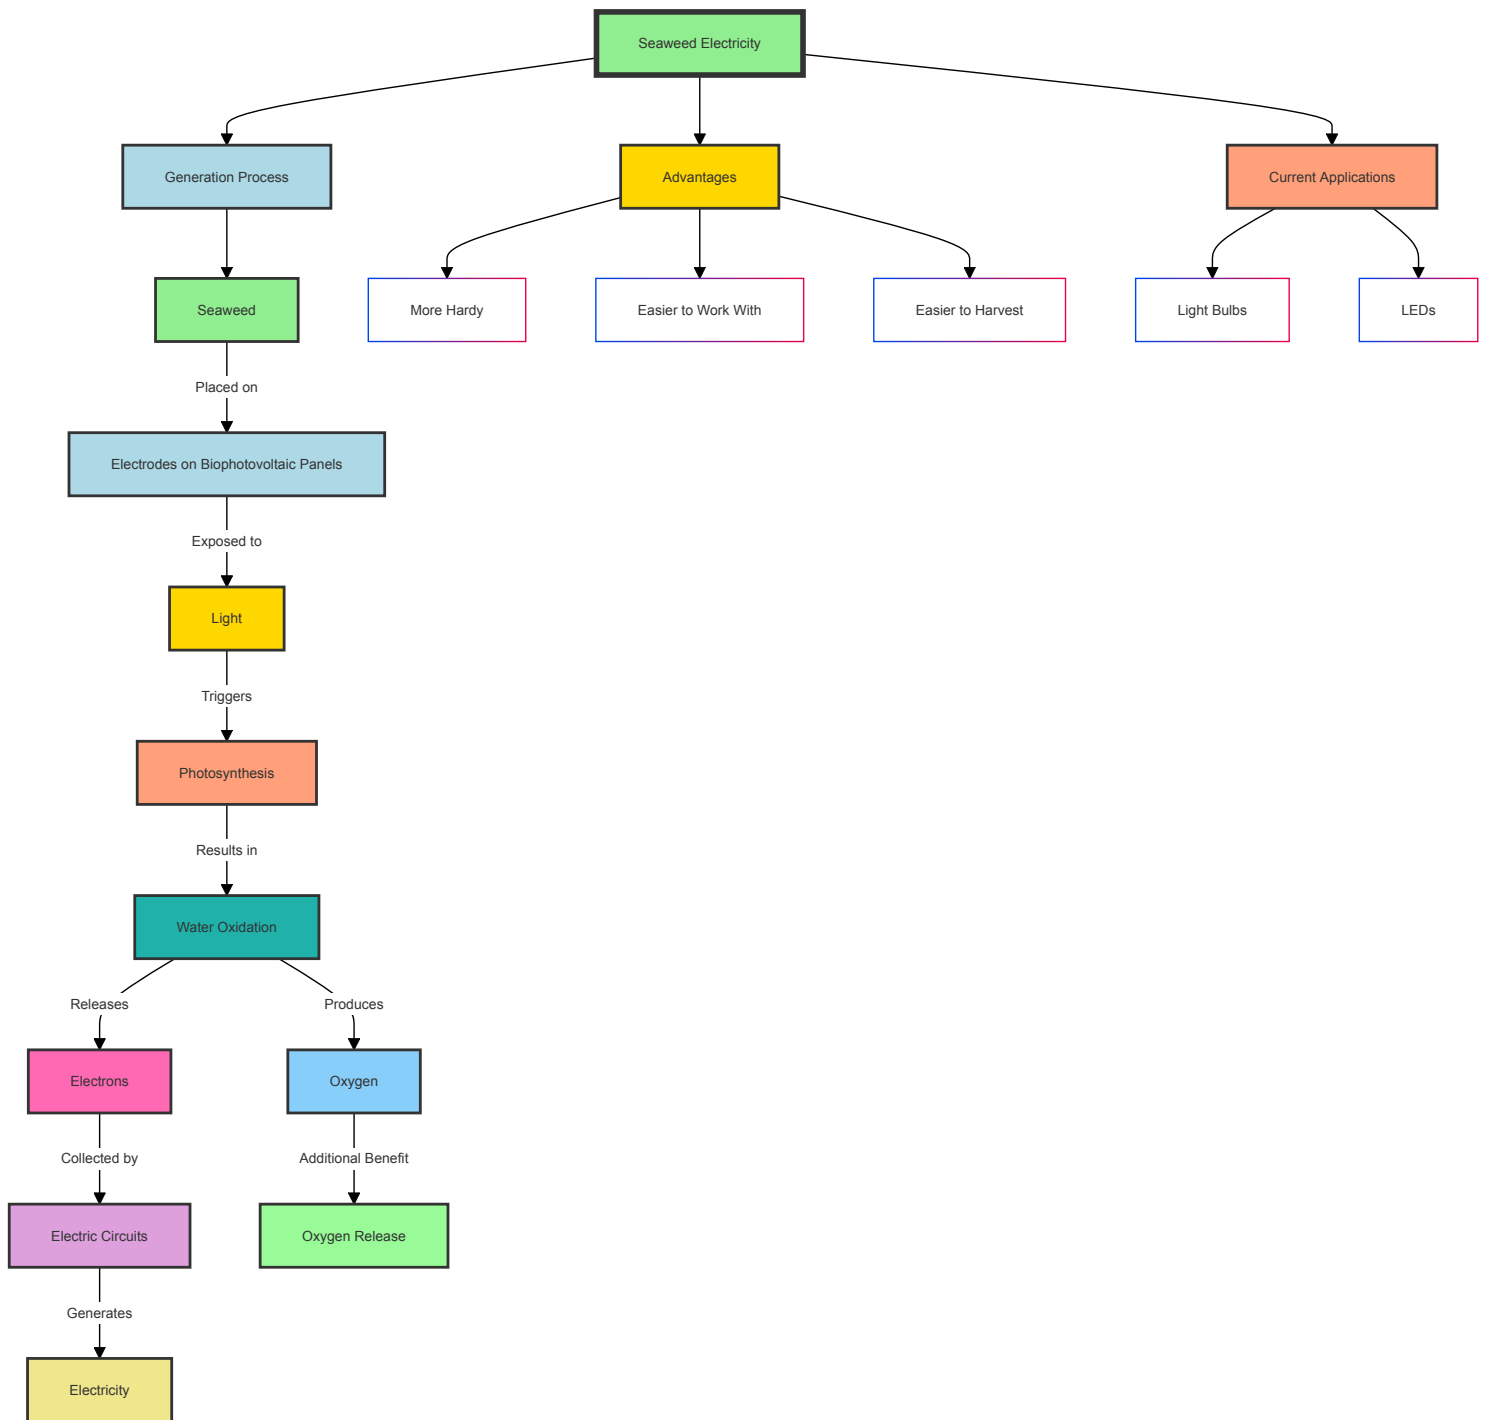 Seaweed Electricity
Generation Process
Advantages
Current Applications
Seaweed
More Hardy
Easier to Work With
Easier to Harvest
Light Bulbs
LEDs
Placed on
Electrodes on Biophotovoltaic Panels
Exposed to
Light
Triggers
Photosynthesis
Results in
Water Oxidation
Releases
Produces
Electrons
Oxygen
Collected by
Additional Benefit
Electric Circuits
Oxygen Release
Generates
Electricity